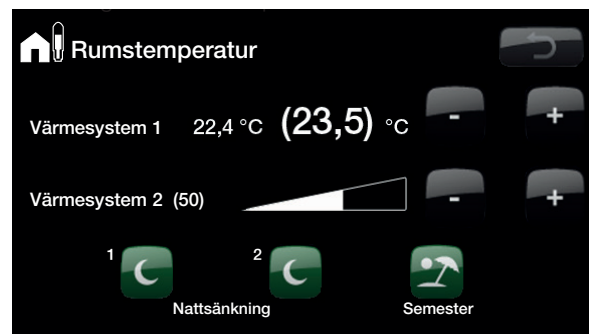 Rumstemperatur
Värmesystem 1 22,4 °C (23,5) °C - +
Värmesystem 2 (50) - +
1 2
Nattsänkning Semester